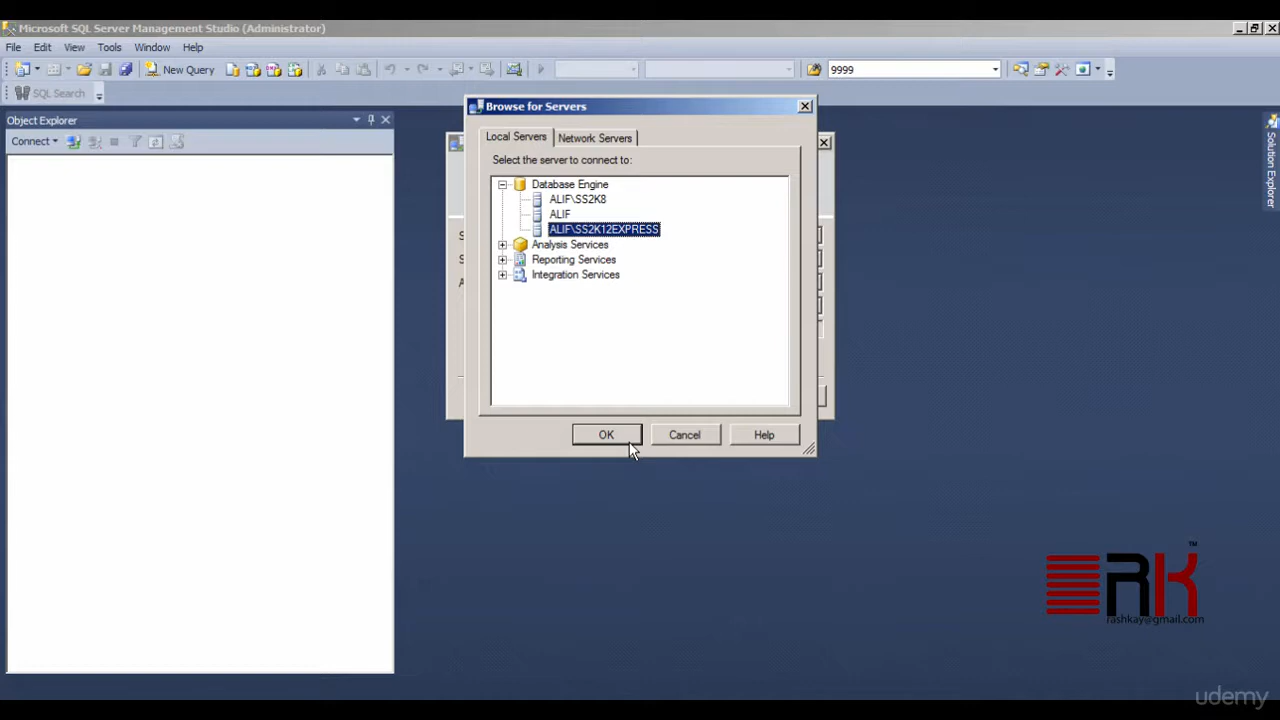 Microsoft SQL Server Management Studio (Administrator)
File Edit View Tools Window Help
New Query 9999
SQL Search
Object Explorer
Connect
Browse for Servers
Local Servers Network Servers
Select the server to connect to:
Database Engine
ALIF\SS2K8
ALIF
ALIF\SS2K12EXPRESS
Analysis Services
Reporting Services
Integration Services
OK Cancel Help
Solution Explorer
RK TM
rashkay@gmail.com
udemy